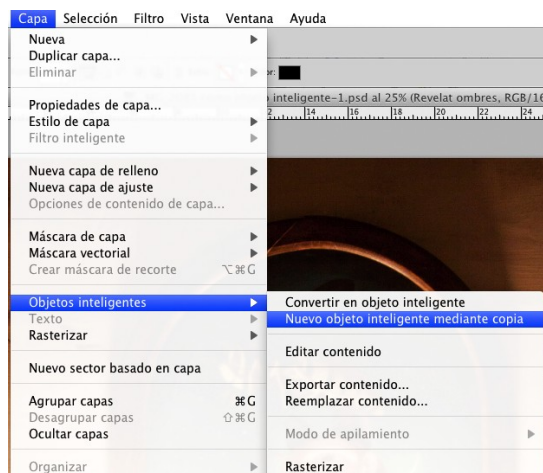 Capa Selección Filtro Vista Ventana Ayuda
Nueva
Duplicar capa...
Eliminar
Propiedades de capa...
Estilo de capa
Filtro inteligente
Nueva capa de relleno
Nueva capa de ajuste
Opciones de contenido de capa...
Máscara de capa
Máscara vectorial
Crear máscara de recorte ⌥⌘G
Objetos inteligentes
Texto
Rasterizar
Nuevo sector basado en capa
Agrupar capas ⌘G
Desagrupar capas ⇧⌘G
Ocultar capas
Organizar
or:
inteligente-1.psd al 25% (Revelat ombres, RGB/16
2 14 16 18 20 22 24
Convertir en objeto inteligente
Nuevo objeto inteligente mediante copia
Editar contenido
Exportar contenido...
Reemplazar contenido...
Modo de apilamiento
Rasterizar